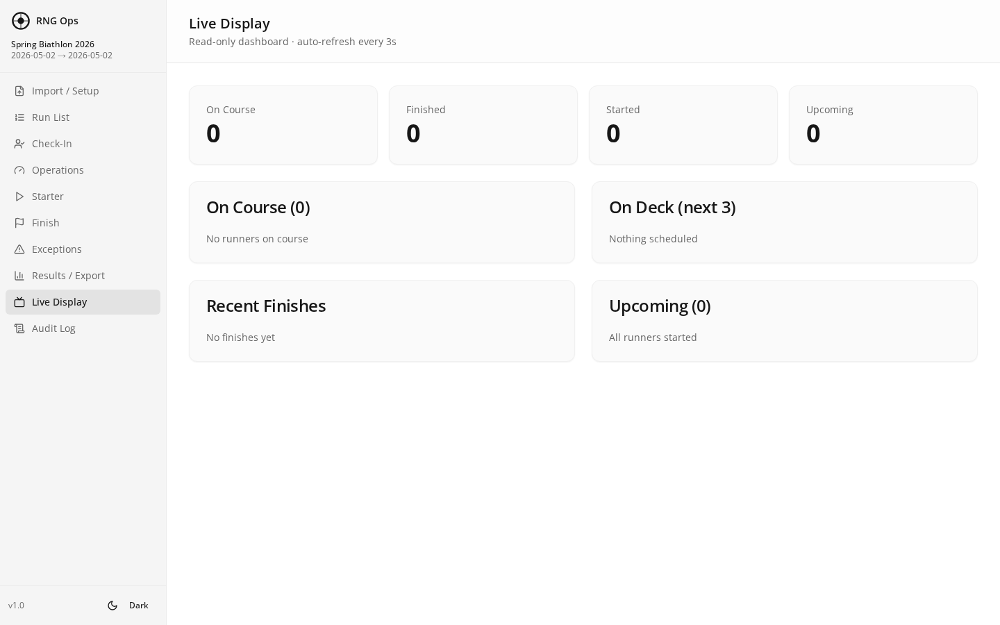 RNG Ops
Spring Biathlon 2026
2026-05-02 → 2026-05-02
Import / Setup
Run List
Check-In
Operations
Starter
Finish
Exceptions
Results / Export
Live Display
Audit Log
v1.0
Dark
Live Display
Read-only dashboard · auto-refresh every 3s
On Course
0
Finished
0
Started
0
Upcoming
0
On Course (0)
No runners on course
On Deck (next 3)
Nothing scheduled
Recent Finishes
No finishes yet
Upcoming (0)
All runners started